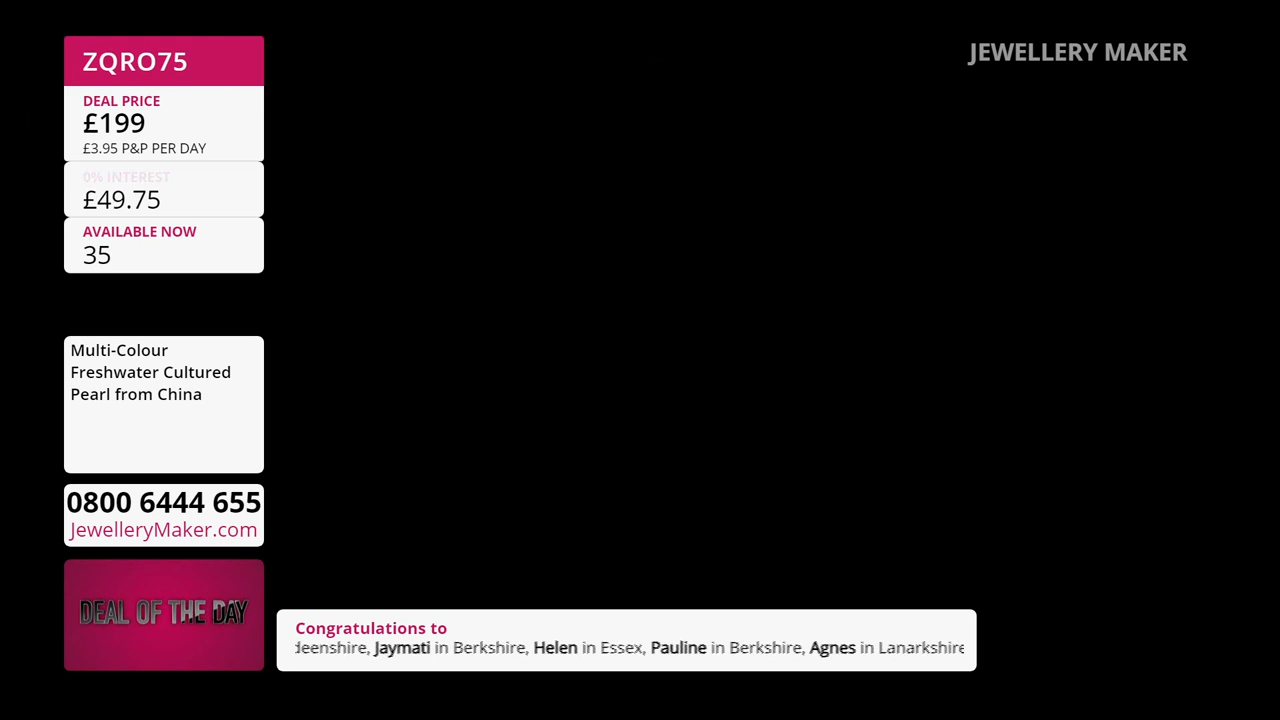 ZQRO75
JEWELLERY MAKER
DEAL PRICE
£199
£3.95 P&P PER DAY
0% INTEREST
£49.75
AVAILABLE NOW
35
Multi-Colour
Freshwater Cultured
Pearl from China
0800 6444 655
JewelleryMaker.com
DEAL OF THE DAY
Congratulations to
deenshire, Jaymati in Berkshire, Helen in Essex, Pauline in Berkshire, Agnes in Lanarkshire